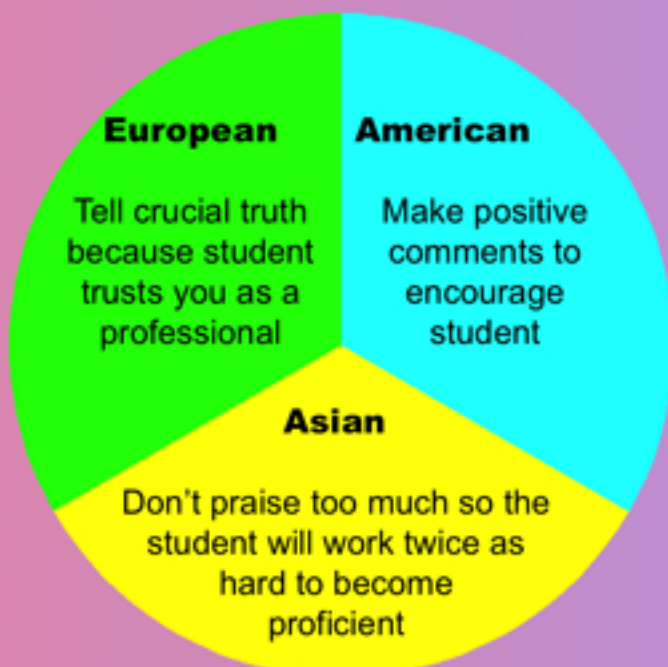 European
Tell crucial truth
because student
trusts you as a
professional
American
Make positive
comments to
encourage
student
Asian
Don't praise too much so the
student will work twice as
hard to become
proficient